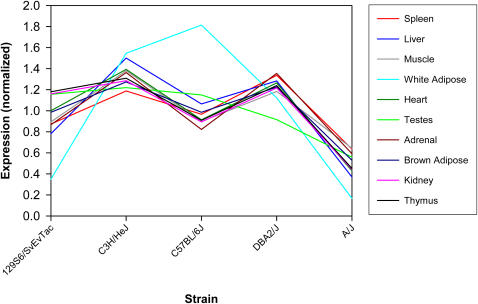 Expression (normalized)
2.0
1.8
1.6
1.4
1.2
1.0
0.8
0.6
0.4
0.2
0.0
129S6/SvEvTac
C3H/HeJ
C57BL/6J
DBA2/J
A/J
Strain
Spleen
Liver
Muscle
White Adipose
Heart
Testes
Adrenal
Brown Adipose
Kidney
Thymus